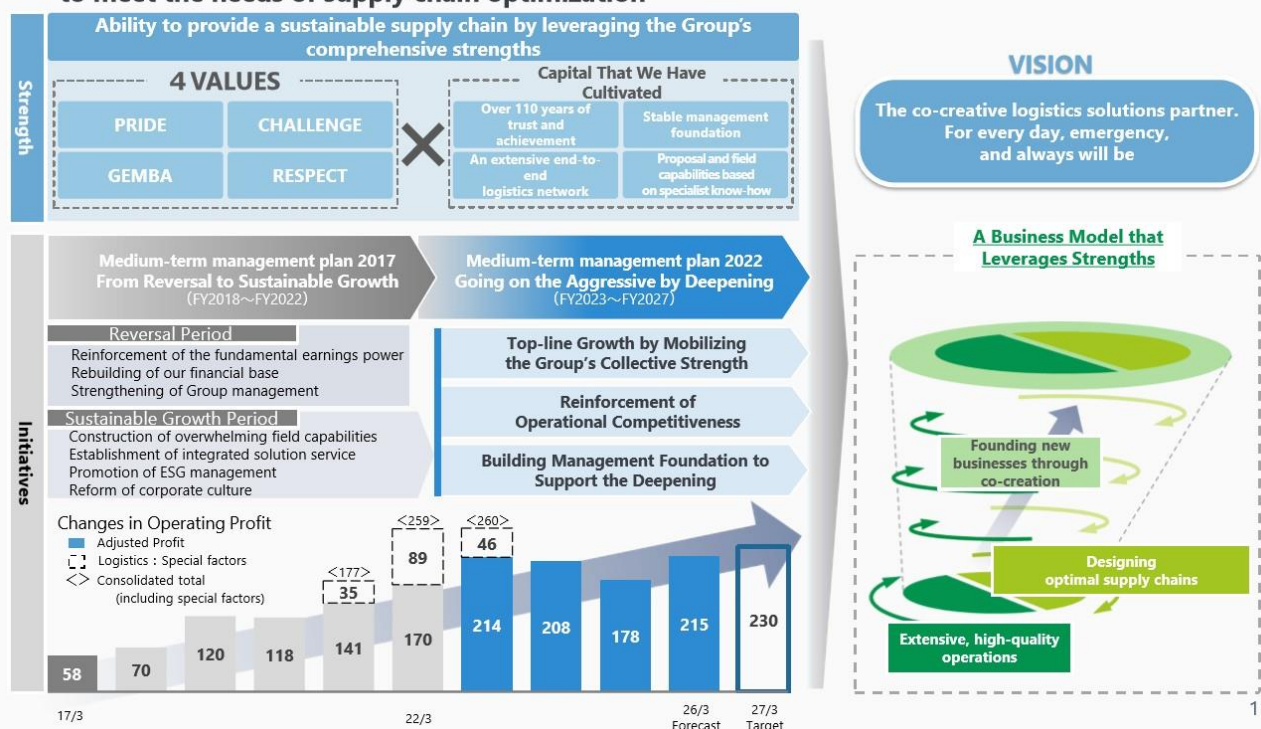 to meet the needs of supply chain optimization
Strength
Ability to provide a sustainable supply chain by leveraging the Group's
comprehensive strengths
4 VALUES
PRIDE
CHALLENGE
GEMBA
RESPECT
Capital That We Have
Cultivated
Over 110 years of
trust and
achievement
Stable management
foundation
An extensive end-to-
end
logistics network
Proposal and field
capabilities based
on specialist know-how
VISION
The co-creative logistics solutions partner.
For every day, emergency,
and always will be
Initiatives
Medium-term management plan 2017
From Reversal to Sustainable Growth
(FY2018～FY2022)
Medium-term management plan 2022
Going on the Aggressive by Deepening
(FY2023～FY2027)
Reversal Period
Reinforcement of the fundamental earnings power
Rebuilding of our financial base
Strengthening of Group management
Sustainable Growth Period
Construction of overwhelming field capabilities
Establishment of integrated solution service
Promotion of ESG management
Reform of corporate culture
Top-line Growth by Mobilizing
the Group's Collective Strength
Reinforcement of
Operational Competitiveness
Building Management Foundation to
Support the Deepening
Changes in Operating Profit
Adjusted Profit
Logistics : Special factors
<> Consolidated total
(including special factors)
<177>
<259>
<260>
35
89
46
58
70
120
118
141
170
214
208
178
215
230
17/3
22/3
26/3
Forecast
27/3
Target
A Business Model that
Leverages Strengths
Founding new
businesses through
co-creation
Designing
optimal supply chains
Extensive, high-quality
operations
1